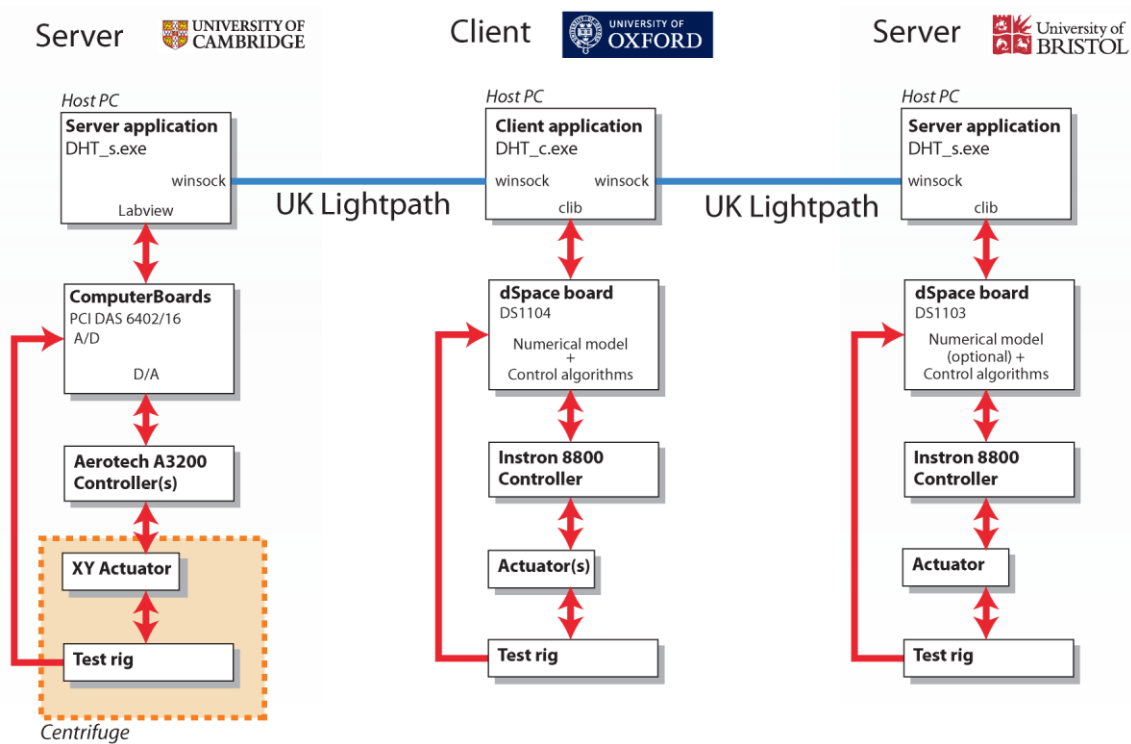 Server
UNIVERSITY OF
CAMBRIDGE
Host PC
Server application
DHT_s.exe
winsock
Labview
UK Lightpath
ComputerBoards
PCI DAS 6402/16
A/D
D/A
Aerotech A3200
Controller(s)
XY Actuator
Test rig
Centrifuge
Client
UNIVERSITY OF
OXFORD
Host PC
Client application
DHT_c.exe
winsock winsock
clib
UK Lightpath
dSpace board
DS1104
Numerical model
+
Control algorithms
Instron 8800
Controller
Actuator(s)
Test rig
Server
University of
BRISTOL
Host PC
Server application
DHT_s.exe
winsock
clib
dSpace board
DS1103
Numerical model
(optional) +
Control algorithms
Instron 8800
Controller
Actuator
Test rig